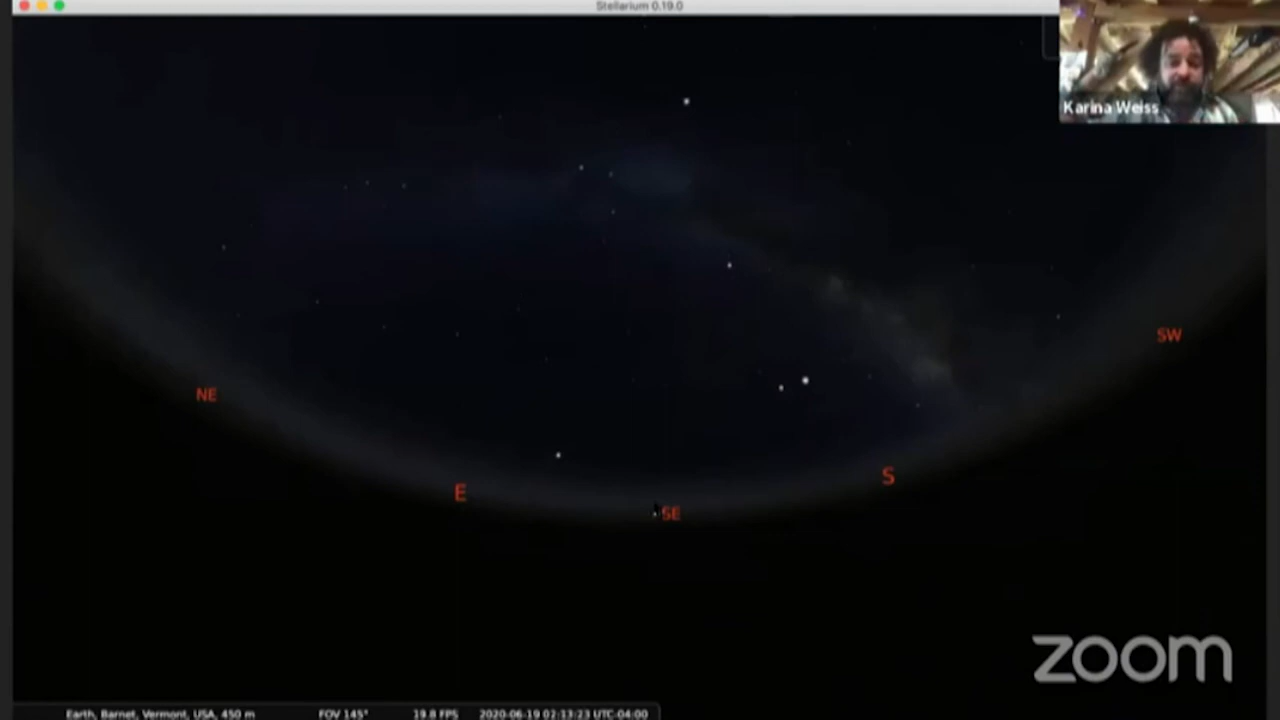 Stellarium 0.19.0
Karina Weiss
SW
NE
S
E
SE
zoom
Earth, Barnet, Vermont, USA, 450 m FOV 145° 19.8 FPS 2020-06-19 02:13:23 UTC-04:00